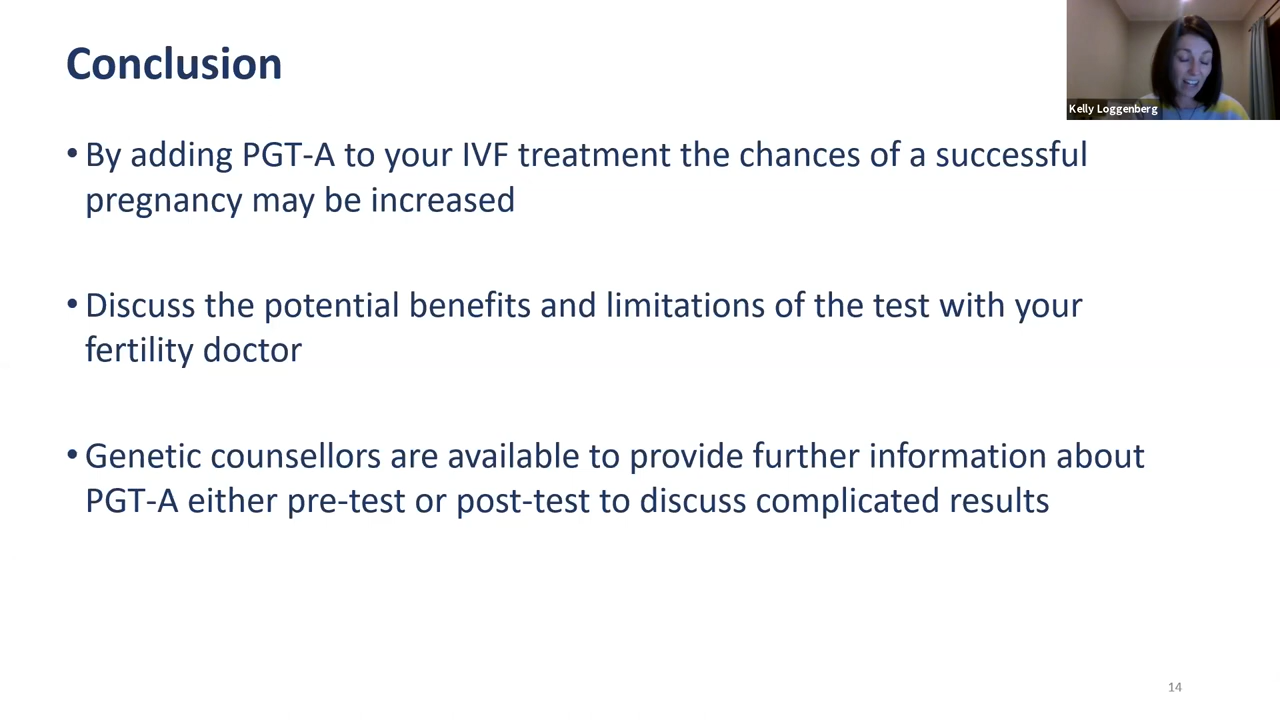 Conclusion
Kelly Loggenberg
• By adding PGT-A to your IVF treatment the chances of a successful
pregnancy may be increased
• Discuss the potential benefits and limitations of the test with your
fertility doctor
• Genetic counsellors are available to provide further information about
PGT-A either pre-test or post-test to discuss complicated results
14